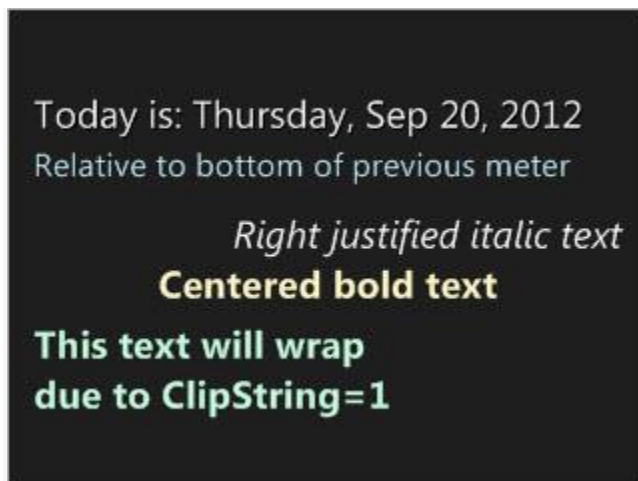 Today is: Thursday, Sep 20, 2012
Relative to bottom of previous meter
Right justified italic text
Centered bold text
This text will wrap
due to ClipString=1